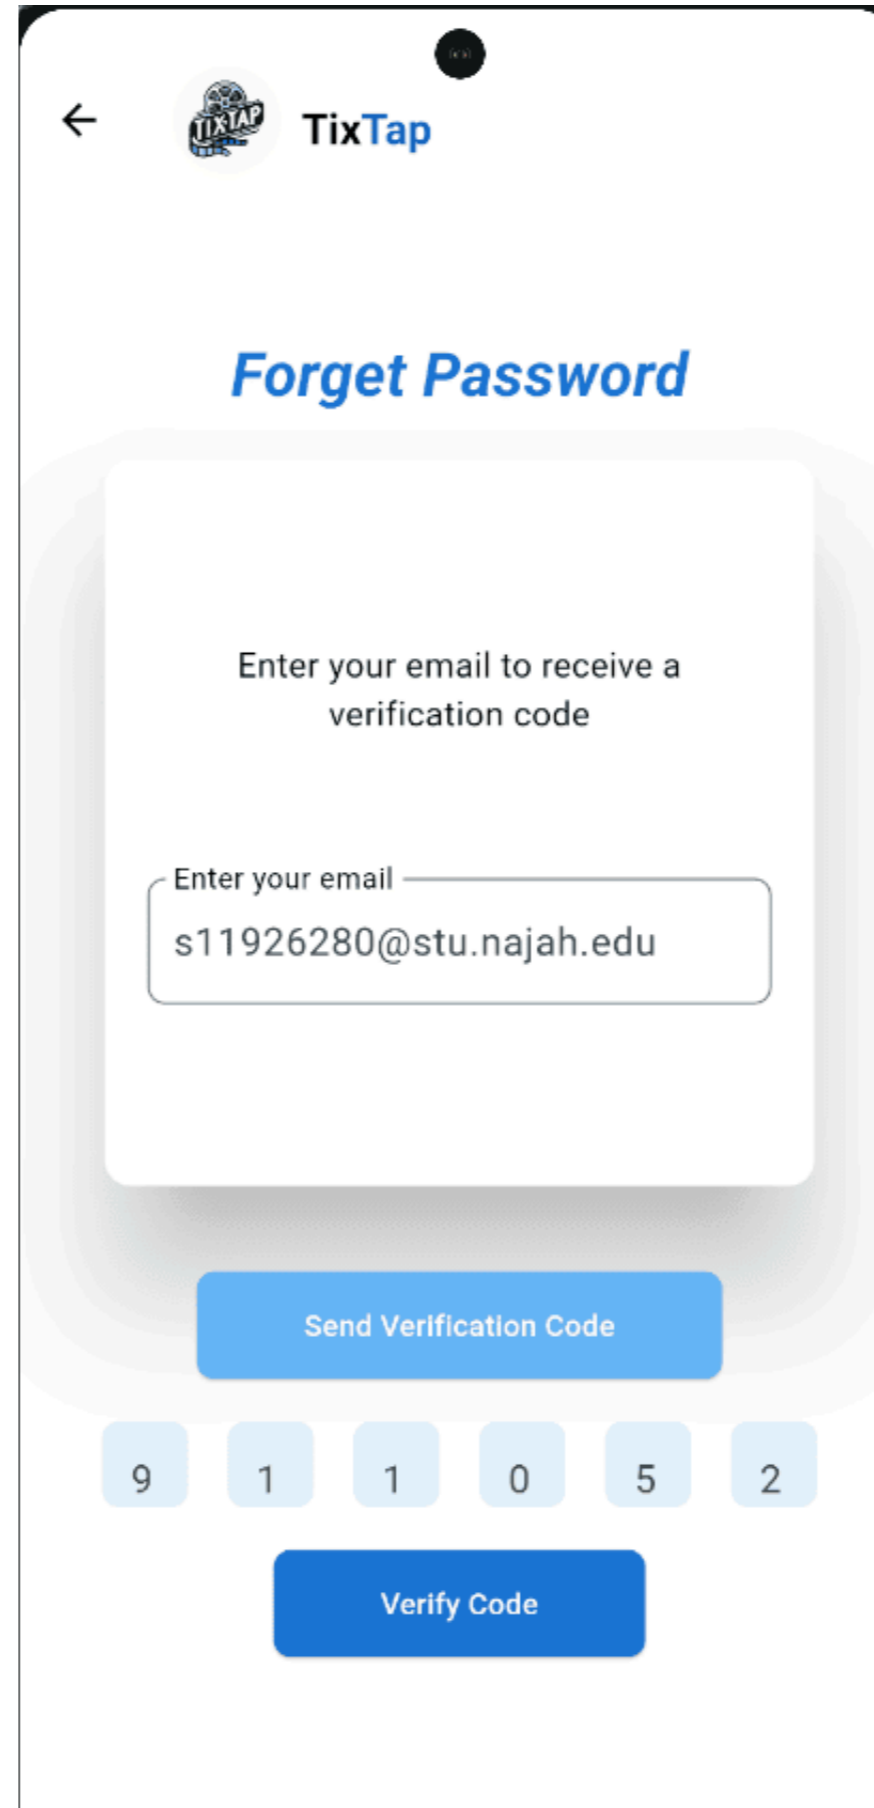 TIXTAP
TixTap
Forget Password
Enter your email to receive a
verification code
Enter your email
s11926280@stu.najah.edu
Send Verification Code
9 1 1 0 5 2
Verify Code